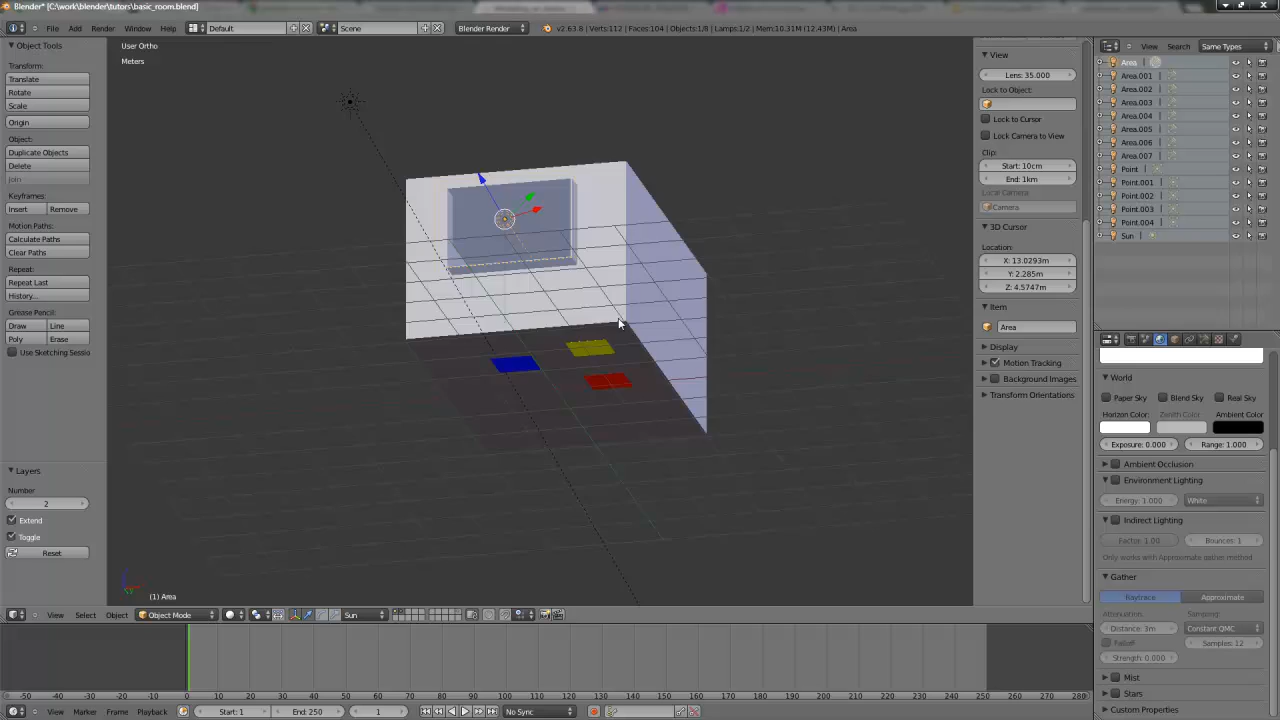 Blender* [C:\work\blender\tutors\basic_room.blend]
File Add Render Window Help Default Scene Blender Render v2.63.8 | Verts:112 | Faces:104 | Objects:1/8 | Lamps:1/2 | Mem:10.31M (12.43M) | Area
Object Tools
Transform:
Translate
Rotate
Scale
Origin
Object:
Duplicate Objects
Delete
Join
Keyframes:
Insert Remove
Motion Paths:
Calculate Paths
Clear Paths
Repeat:
Repeat Last
History...
Grease Pencil:
Draw Line
Poly Erase
Use Sketching Sessio
Layers
Number
2
Extend
Toggle
Reset
User Ortho
Meters
(1) Area
View
Lens: 35.000
Lock to Object:
Lock to Cursor
Lock Camera to View
Clip:
Start: 10cm
End: 1km
Local Camera:
Camera
3D Cursor
Location:
X: 13.0293m
Y: 2.285m
Z: 4.5747m
Item
Area
Display
Motion Tracking
Background Images
Transform Orientations
View Search Same Types
Area
Area.001
Area.002
Area.003
Area.004
Area.005
Area.006
Area.007
Point
Point.001
Point.002
Point.003
Point.004
Sun
World
Paper Sky Blend Sky Real Sky
Horizon Color: Zenith Color: Ambient Color
Exposure: 0.000 Range: 1.000
Ambient Occlusion
Environment Lighting
Energy: 1.000 White
Indirect Lighting
Factor: 1.00 Bounces: 1
Only works with Approximate gather method
Gather
Raytrace Approximate
Attenuation: Sampling:
Distance: 3m Constant QMC
Falloff Samples: 12
Strength: 0.000
Mist
Stars
Custom Properties
View Select Object Object Mode Sun
-50 -40 -30 -20 -10 0 10 20 30 40 50 60 70 80 90 100 110 120 130 140 150 160 170 180 190 200 210 220 230 240 250 260 270 280
View Marker Frame Playback Start: 1 End: 250 1 No Sync